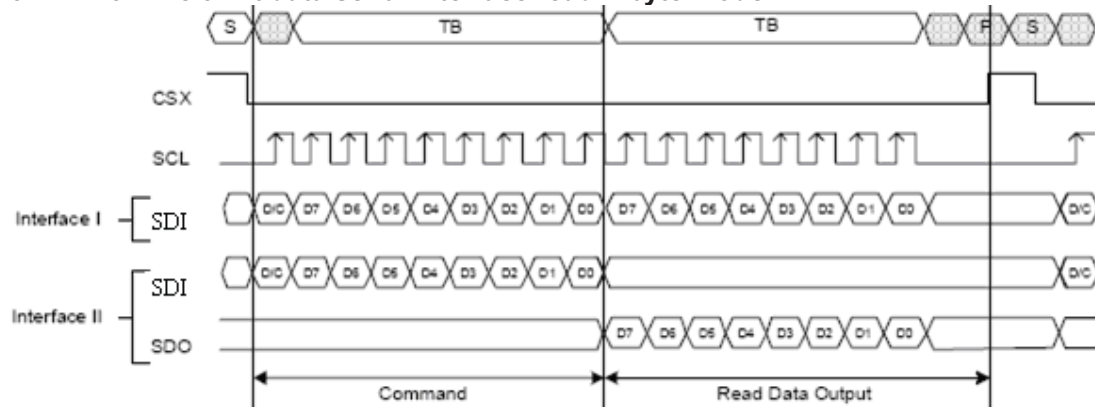 S TB TB P S
CSX
SCL
Interface I SDI D/C D7 D6 D5 D4 D3 D2 D1 D0 D7 D6 D5 D4 D3 D2 D1 D0 D/C
SDI D/C D7 D6 D5 D4 D3 D2 D1 D0 D/C
Interface II
SDO D7 D6 D5 D4 D3 D2 D1 D0
Command Read Data Output